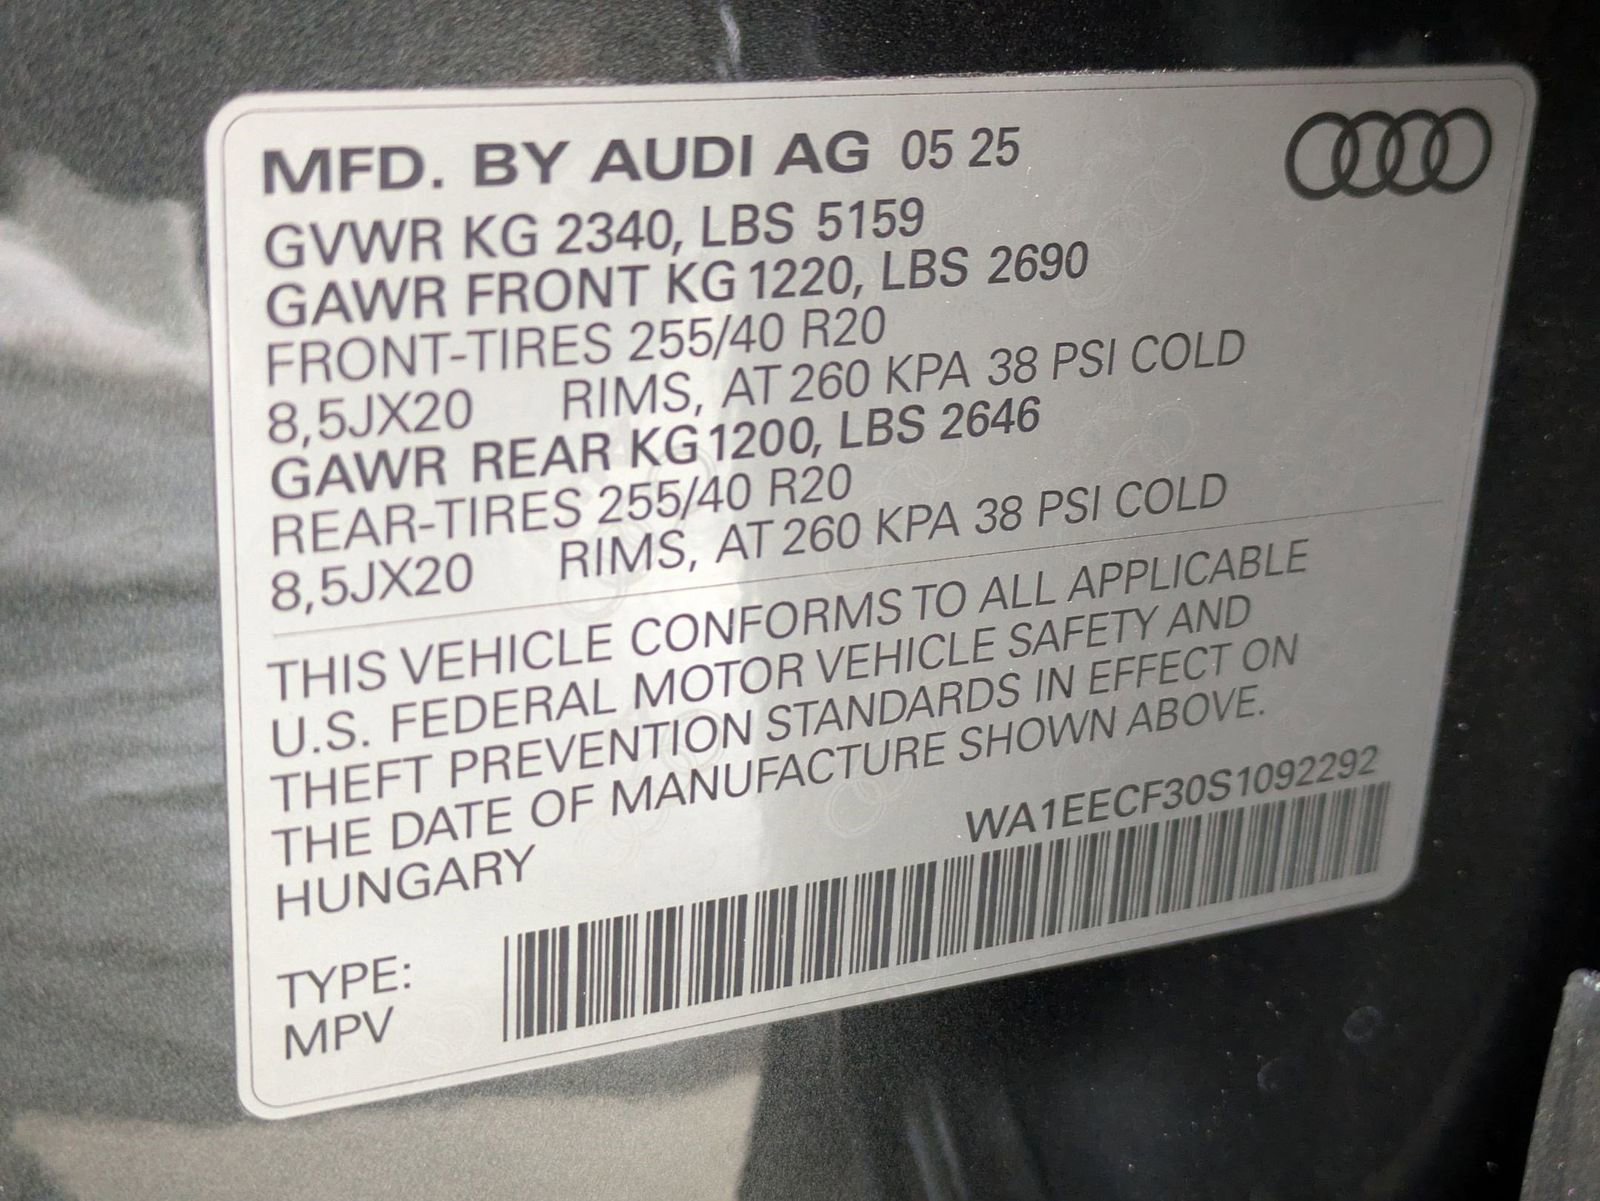 MFD. BY AUDI AG 05 25
GVWR KG 2340, LBS 5159
GAWR FRONT KG 1220, LBS 2690
FRONT-TIRES 255/40 R20
8,5JX20 RIMS, AT 260 KPA 38 PSI COLD
GAWR REAR KG 1200, LBS 2646
REAR-TIRES 255/40 R20
8,5JX20 RIMS, AT 260 KPA 38 PSI COLD
THIS VEHICLE CONFORMS TO ALL APPLICABLE
U.S. FEDERAL MOTOR VEHICLE SAFETY AND
THEFT PREVENTION STANDARDS IN EFFECT ON
THE DATE OF MANUFACTURE SHOWN ABOVE.
HUNGARY
WA1EECF30S1092292
TYPE:
MPV